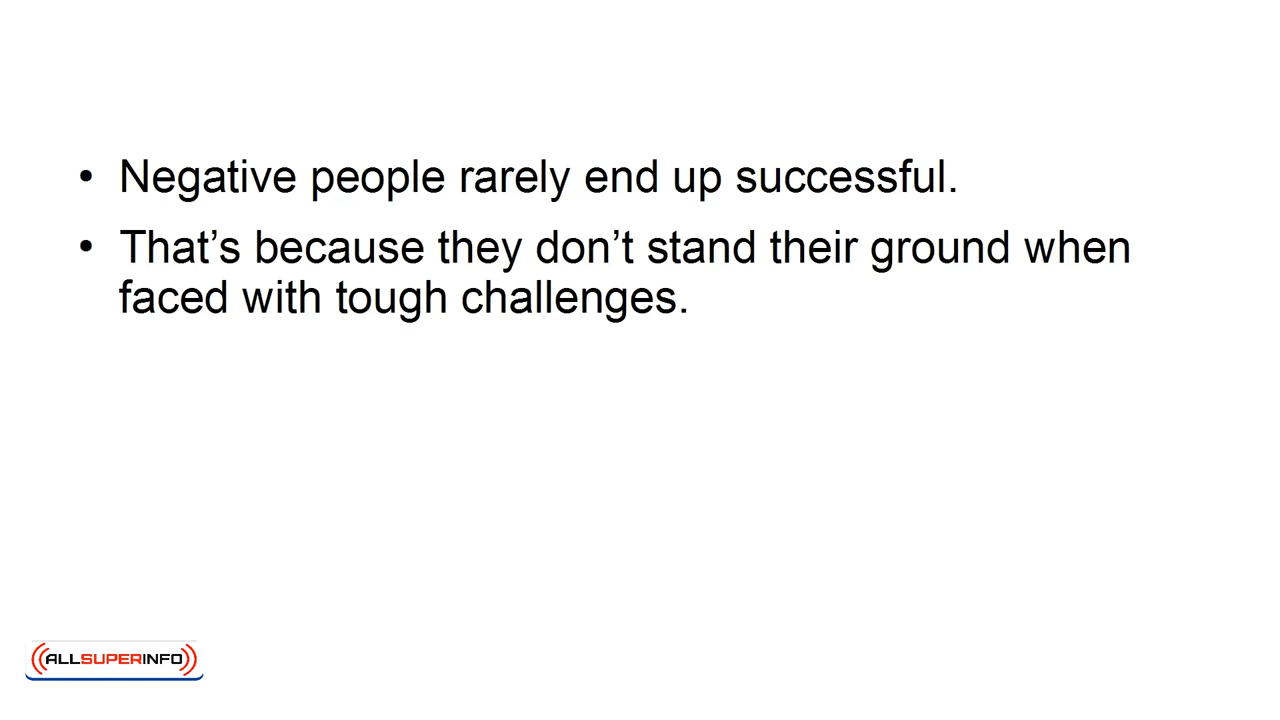 • Negative people rarely end up successful.
• That’s because they don’t stand their ground when
faced with tough challenges.
ALLSUPERINFO